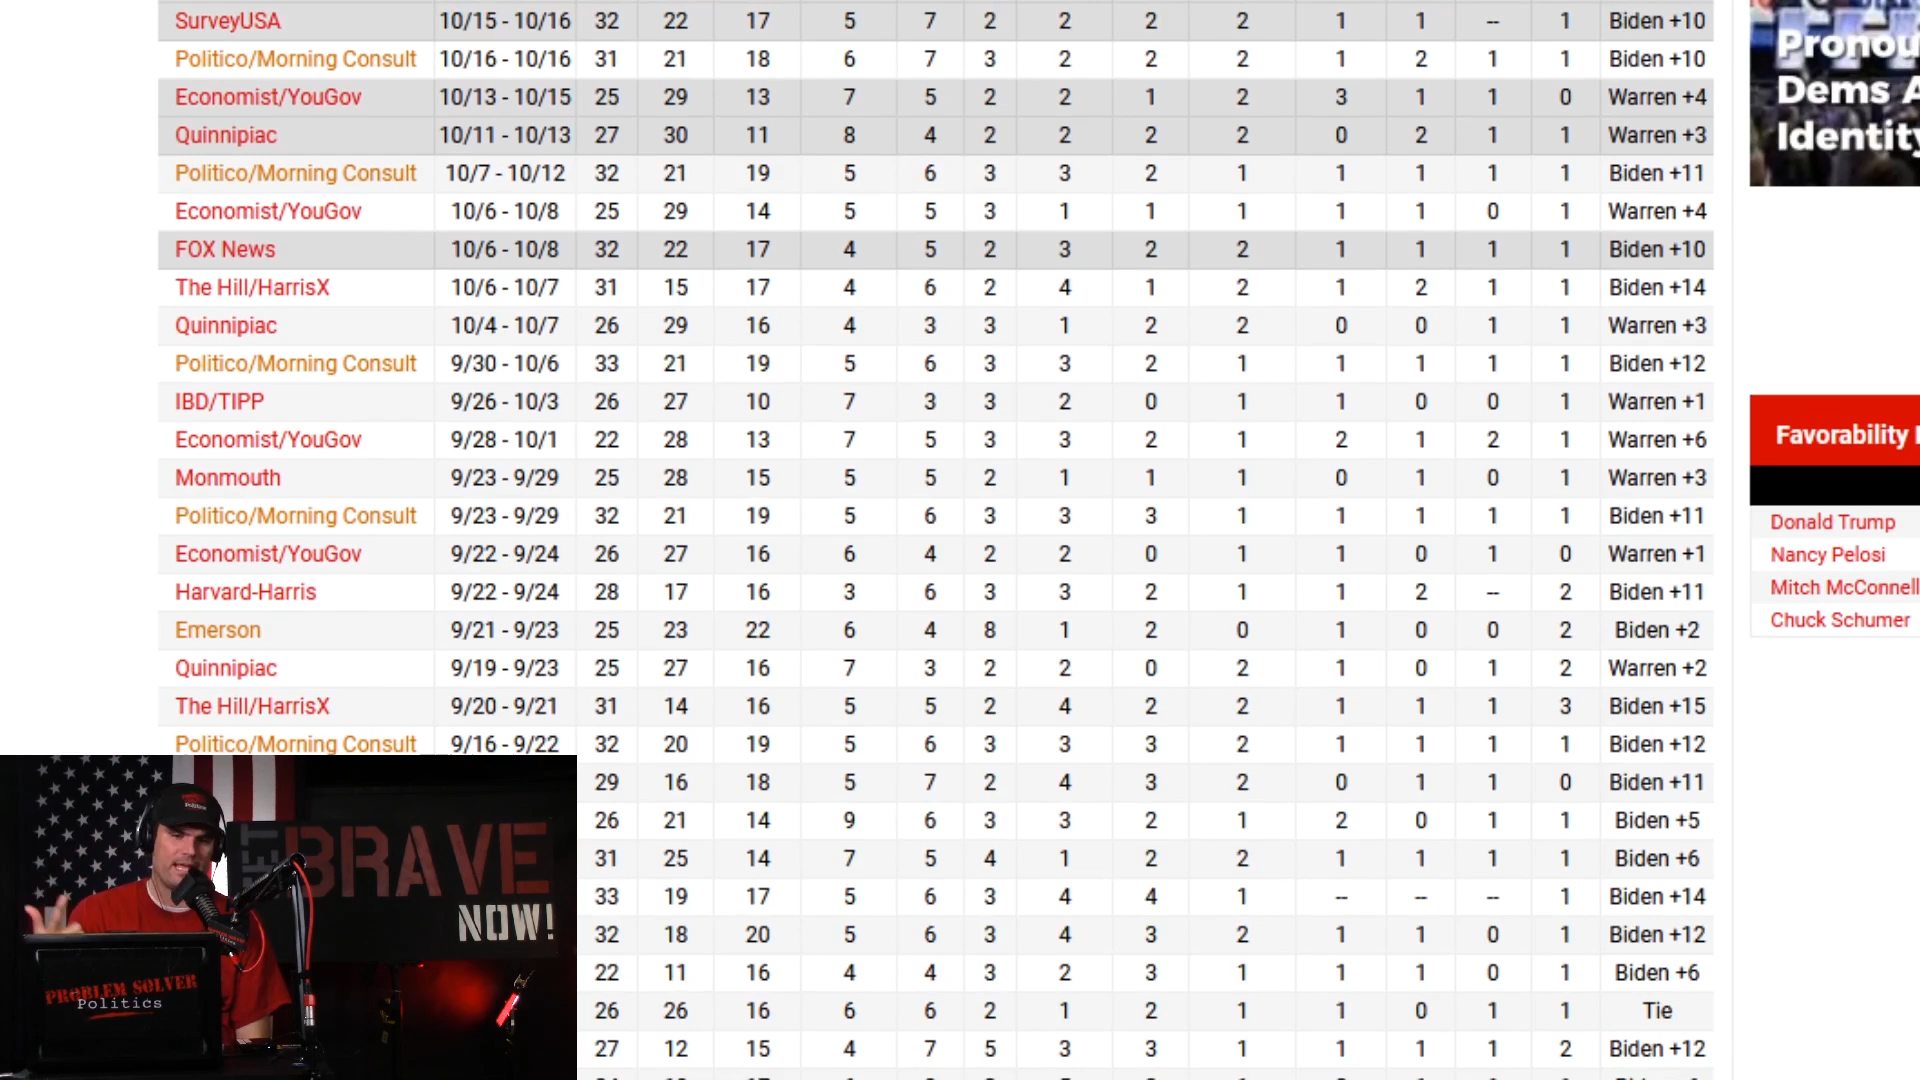 SurveyUSA 10/15 - 10/16 32 22 17 5 7 2 2 2 2 1 1 -- 1 Biden +10
Politico/Morning Consult 10/16 - 10/16 31 21 18 6 7 3 2 2 2 1 2 1 1 Biden +10
Economist/YouGov 10/13 - 10/15 25 29 13 7 5 2 2 1 2 3 1 1 0 Warren +4
Quinnipiac 10/11 - 10/13 27 30 11 8 4 2 2 2 2 0 2 1 1 Warren +3
Politico/Morning Consult 10/7 - 10/12 32 21 19 5 6 3 3 2 1 1 1 1 1 Biden +11
Economist/YouGov 10/6 - 10/8 25 29 14 5 5 3 1 1 1 1 1 0 1 Warren +4
FOX News 10/6 - 10/8 32 22 17 4 5 2 3 2 2 1 1 1 1 Biden +10
The Hill/HarrisX 10/6 - 10/7 31 15 17 4 6 2 4 1 2 1 2 1 1 Biden +14
Quinnipiac 10/4 - 10/7 26 29 16 4 3 3 1 2 2 0 0 1 1 Warren +3
Politico/Morning Consult 9/30 - 10/6 33 21 19 5 6 3 3 2 1 1 1 1 1 Biden +12
IBD/TIPP 9/26 - 10/3 26 27 10 7 3 3 2 0 1 1 0 0 1 Warren +1
Economist/YouGov 9/28 - 10/1 22 28 13 7 5 3 3 2 1 2 1 2 1 Warren +6
Monmouth 9/23 - 9/29 25 28 15 5 5 2 1 1 1 0 1 0 1 Warren +3
Politico/Morning Consult 9/23 - 9/29 32 21 19 5 6 3 3 3 1 1 1 1 1 Biden +11
Economist/YouGov 9/22 - 9/24 26 27 16 6 4 2 2 0 1 1 0 1 0 Warren +1
Harvard-Harris 9/22 - 9/24 28 17 16 3 6 3 3 2 1 1 2 -- 2 Biden +11
Emerson 9/21 - 9/23 25 23 22 6 4 8 1 2 0 1 0 0 2 Biden +2
Quinnipiac 9/19 - 9/23 25 27 16 7 3 2 2 0 2 1 0 1 2 Warren +2
The Hill/HarrisX 9/20 - 9/21 31 14 16 5 5 2 4 2 2 1 1 1 3 Biden +15
Politico/Morning Consult 9/16 - 9/22 32 20 19 5 6 3 3 3 2 1 1 1 1 Biden +12
29 16 18 5 7 2 4 3 2 0 1 1 0 Biden +11
26 21 14 9 6 3 3 2 1 2 0 1 1 Biden +5
31 25 14 7 5 4 1 2 2 1 1 1 1 Biden +6
33 19 17 5 6 3 4 4 1 -- -- -- 1 Biden +14
32 18 20 5 6 3 4 3 2 1 1 0 1 Biden +12
22 11 16 4 4 3 2 3 1 1 1 0 1 Biden +6
26 26 16 6 6 2 1 2 1 1 0 1 1 Tie
27 12 15 4 7 5 3 3 1 1 1 1 2 Biden +12
Dems
Identity
Favorability
Donald Trump
Nancy Pelosi
Mitch McConnell
Chuck Schumer
BRAVE
NOW!
PROBLEM SOLVER
Politics